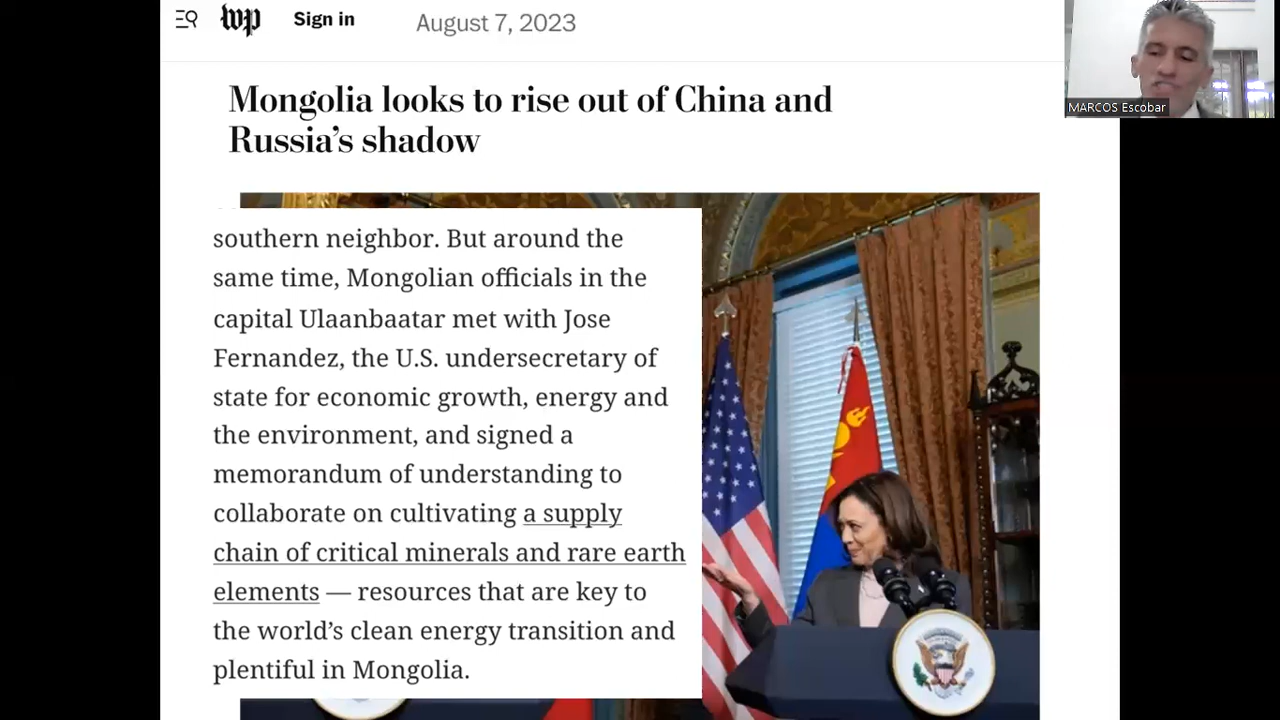 wp Sign in August 7, 2023
MARCOS Escobar
Mongolia looks to rise out of China and
Russia’s shadow
southern neighbor. But around the
same time, Mongolian officials in the
capital Ulaanbaatar met with Jose
Fernandez, the U.S. undersecretary of
state for economic growth, energy and
the environment, and signed a
memorandum of understanding to
collaborate on cultivating a supply
chain of critical minerals and rare earth
elements — resources that are key to
the world’s clean energy transition and
plentiful in Mongolia.